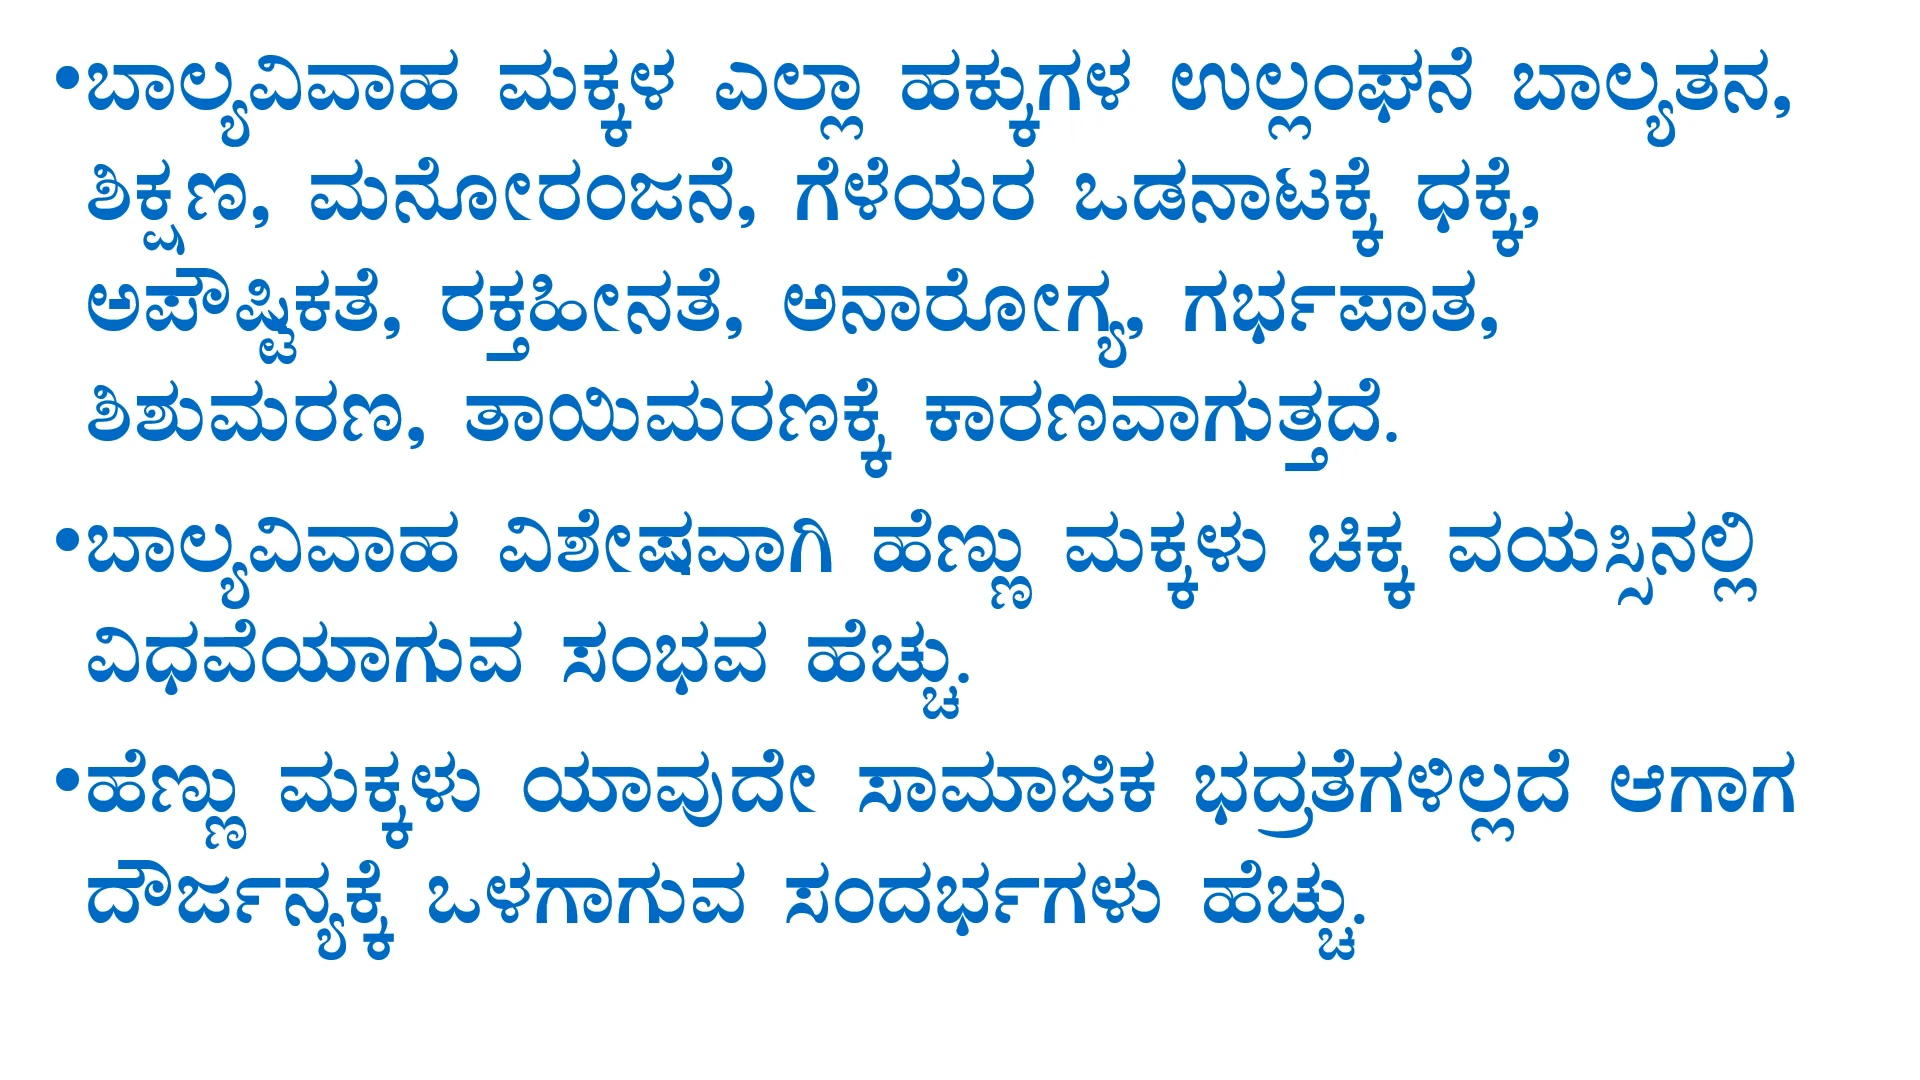 •ಬಾಲ್ಯವಿವಾಹ ಮಕ್ಕಳ ಎಲ್ಲಾ ಹಕ್ಕುಗಳ ಉಲ್ಲಂಘನೆ ಬಾಲ್ಯತನ,
ಶಿಕ್ಷಣ, ಮನೋರಂಜನೆ, ಗೆಳೆಯರ ಒಡನಾಟಕ್ಕೆ ಧಕ್ಕೆ,
ಅಪೌಷ್ಟಿಕತೆ, ರಕ್ತಹೀನತೆ, ಅನಾರೋಗ್ಯ, ಗರ್ಭಪಾತ,
ಶಿಶುಮರಣ, ತಾಯಿಮರಣಕ್ಕೆ ಕಾರಣವಾಗುತ್ತದೆ.
•ಬಾಲ್ಯವಿವಾಹ ವಿಶೇಷವಾಗಿ ಹೆಣ್ಣು ಮಕ್ಕಳು ಚಿಕ್ಕ ವಯಸ್ಸಿನಲ್ಲಿ
ವಿಧವೆಯಾಗುವ ಸಂಭವ ಹೆಚ್ಚು.
•ಹೆಣ್ಣು ಮಕ್ಕಳು ಯಾವುದೇ ಸಾಮಾಜಿಕ ಭದ್ರತೆಗಳಿಲ್ಲದೆ ಆಗಾಗ
ದೌರ್ಜನ್ಯಕ್ಕೆ ಒಳಗಾಗುವ ಸಂದರ್ಭಗಳು ಹೆಚ್ಚು.